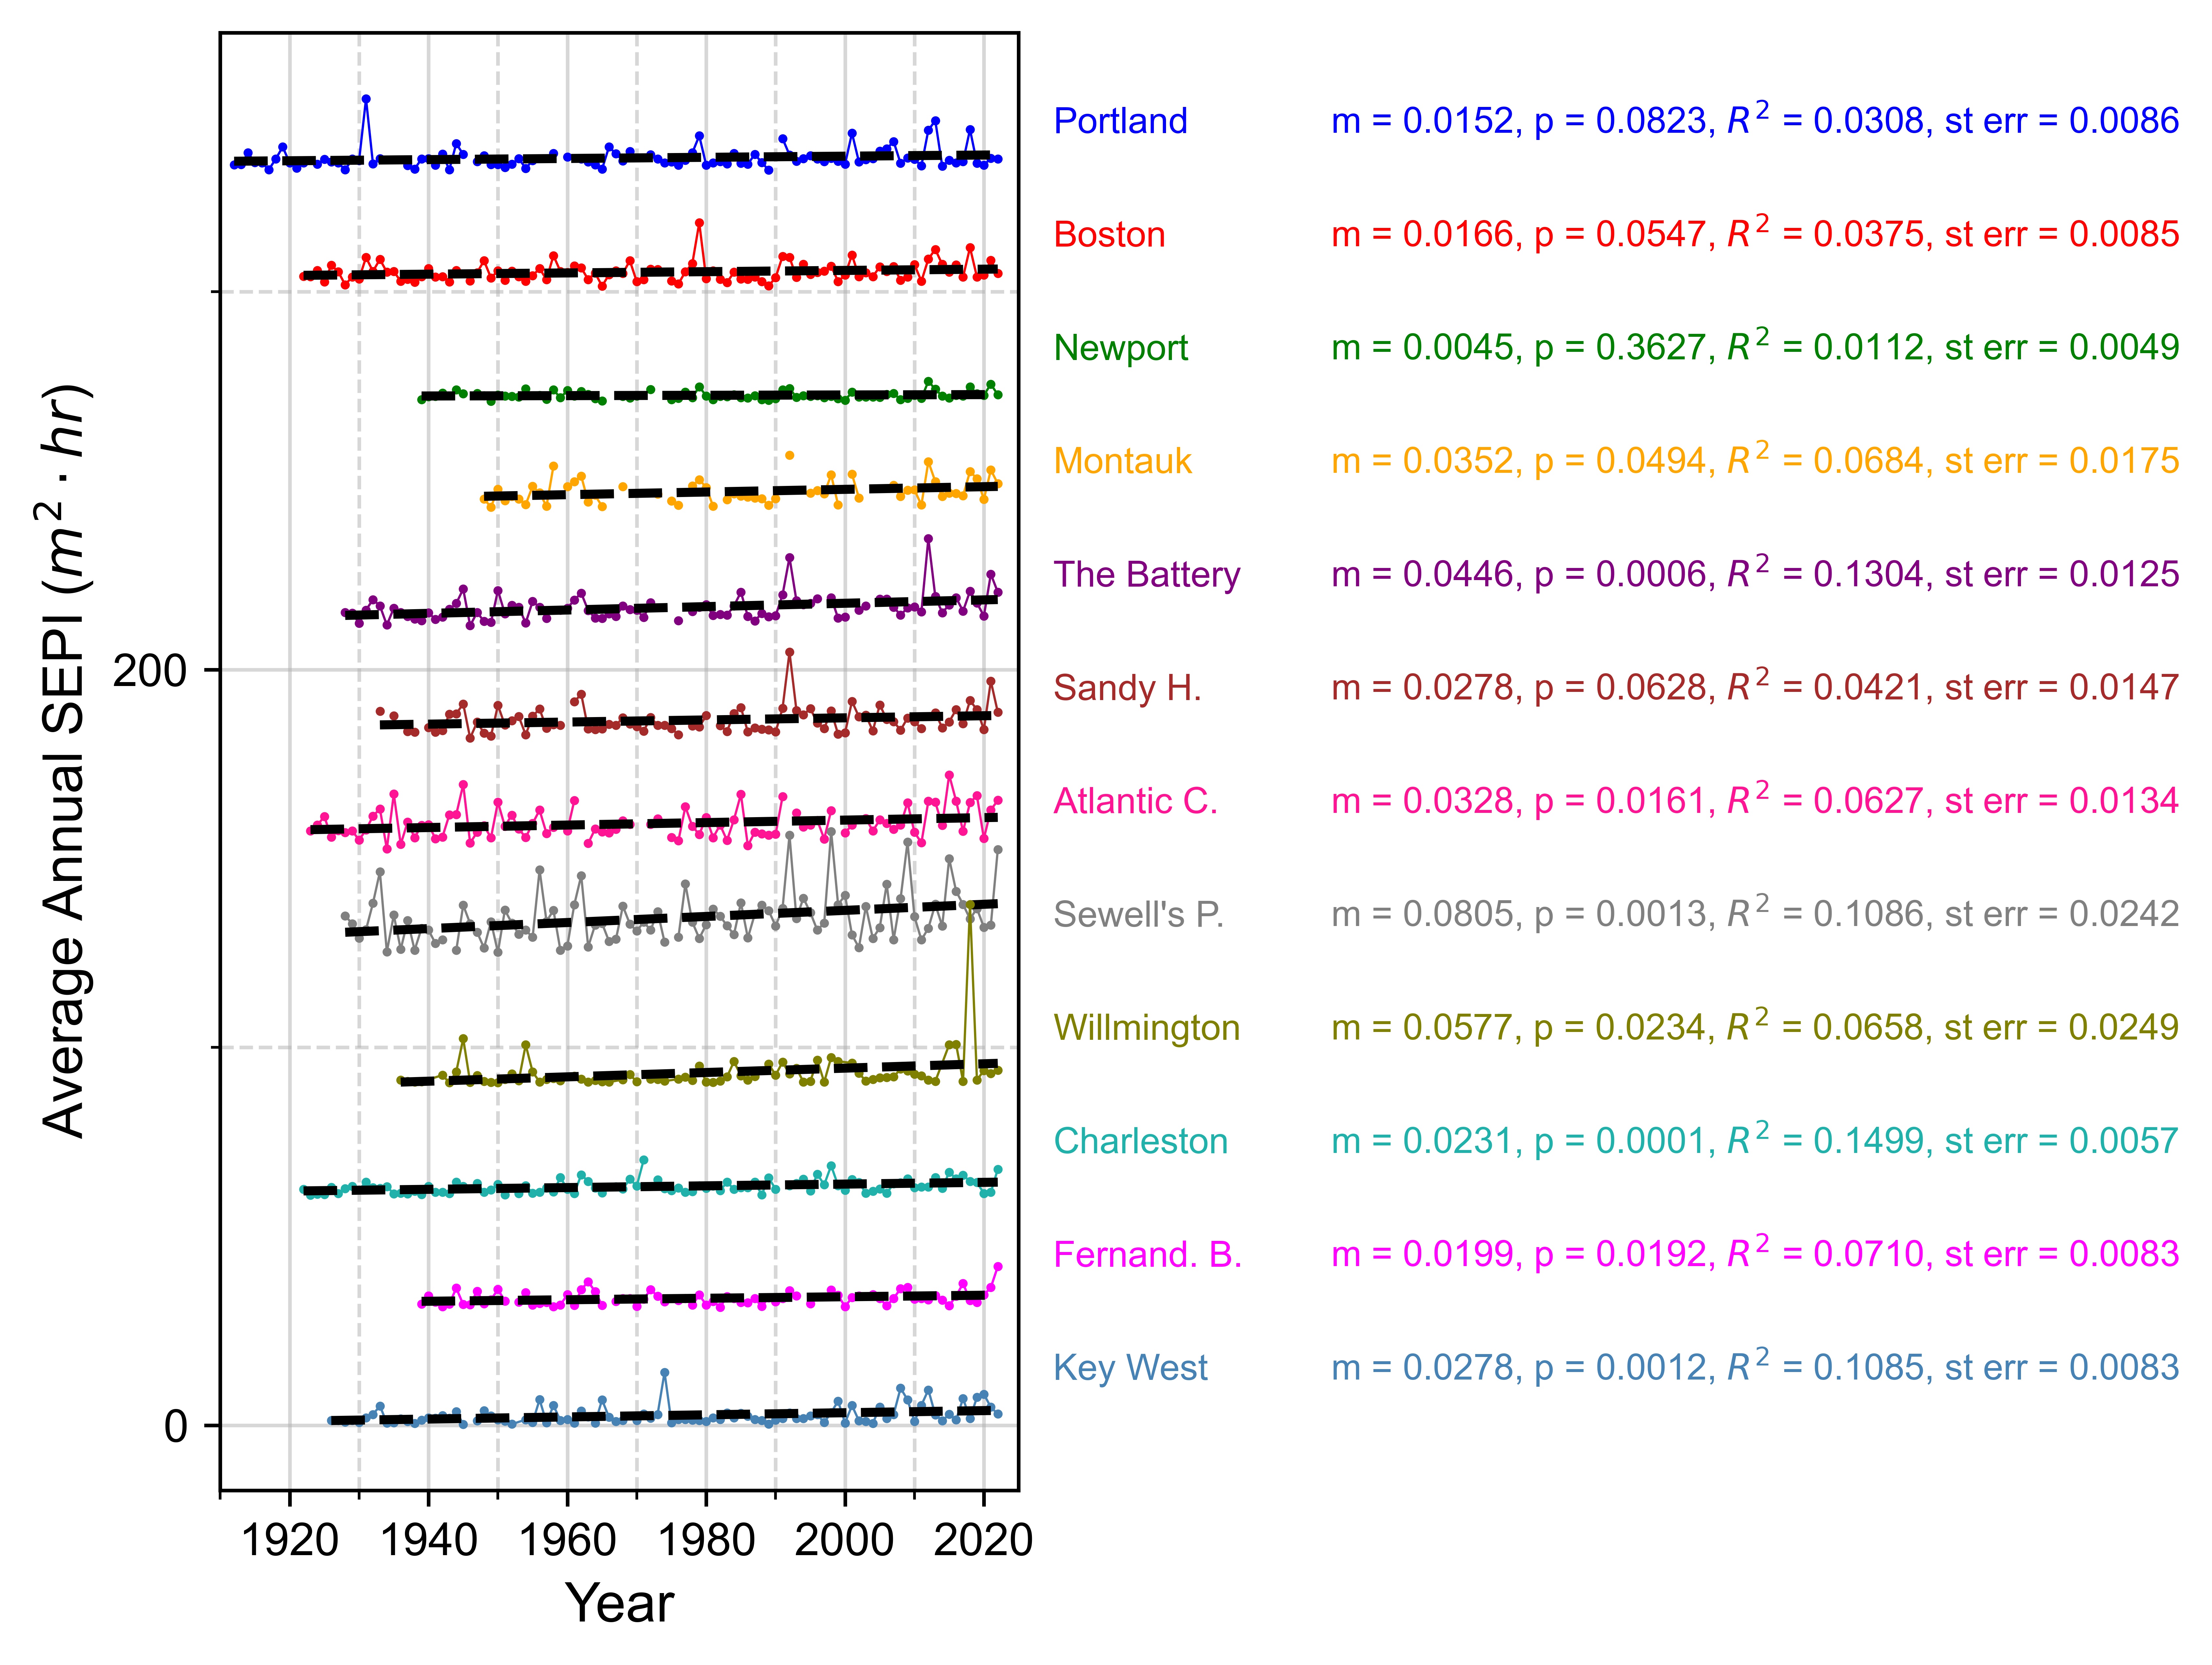 Average Annual SEPI (m² · hr)
200
0
1920 1940 1960 1980 2000 2020
Year
Portland m = 0.0152, p = 0.0823, R² = 0.0308, st err = 0.0086
Boston m = 0.0166, p = 0.0547, R² = 0.0375, st err = 0.0085
Newport m = 0.0045, p = 0.3627, R² = 0.0112, st err = 0.0049
Montauk m = 0.0352, p = 0.0494, R² = 0.0684, st err = 0.0175
The Battery m = 0.0446, p = 0.0006, R² = 0.1304, st err = 0.0125
Sandy H. m = 0.0278, p = 0.0628, R² = 0.0421, st err = 0.0147
Atlantic C. m = 0.0328, p = 0.0161, R² = 0.0627, st err = 0.0134
Sewell's P. m = 0.0805, p = 0.0013, R² = 0.1086, st err = 0.0242
Willmington m = 0.0577, p = 0.0234, R² = 0.0658, st err = 0.0249
Charleston m = 0.0231, p = 0.0001, R² = 0.1499, st err = 0.0057
Fernand. B. m = 0.0199, p = 0.0192, R² = 0.0710, st err = 0.0083
Key West m = 0.0278, p = 0.0012, R² = 0.1085, st err = 0.0083